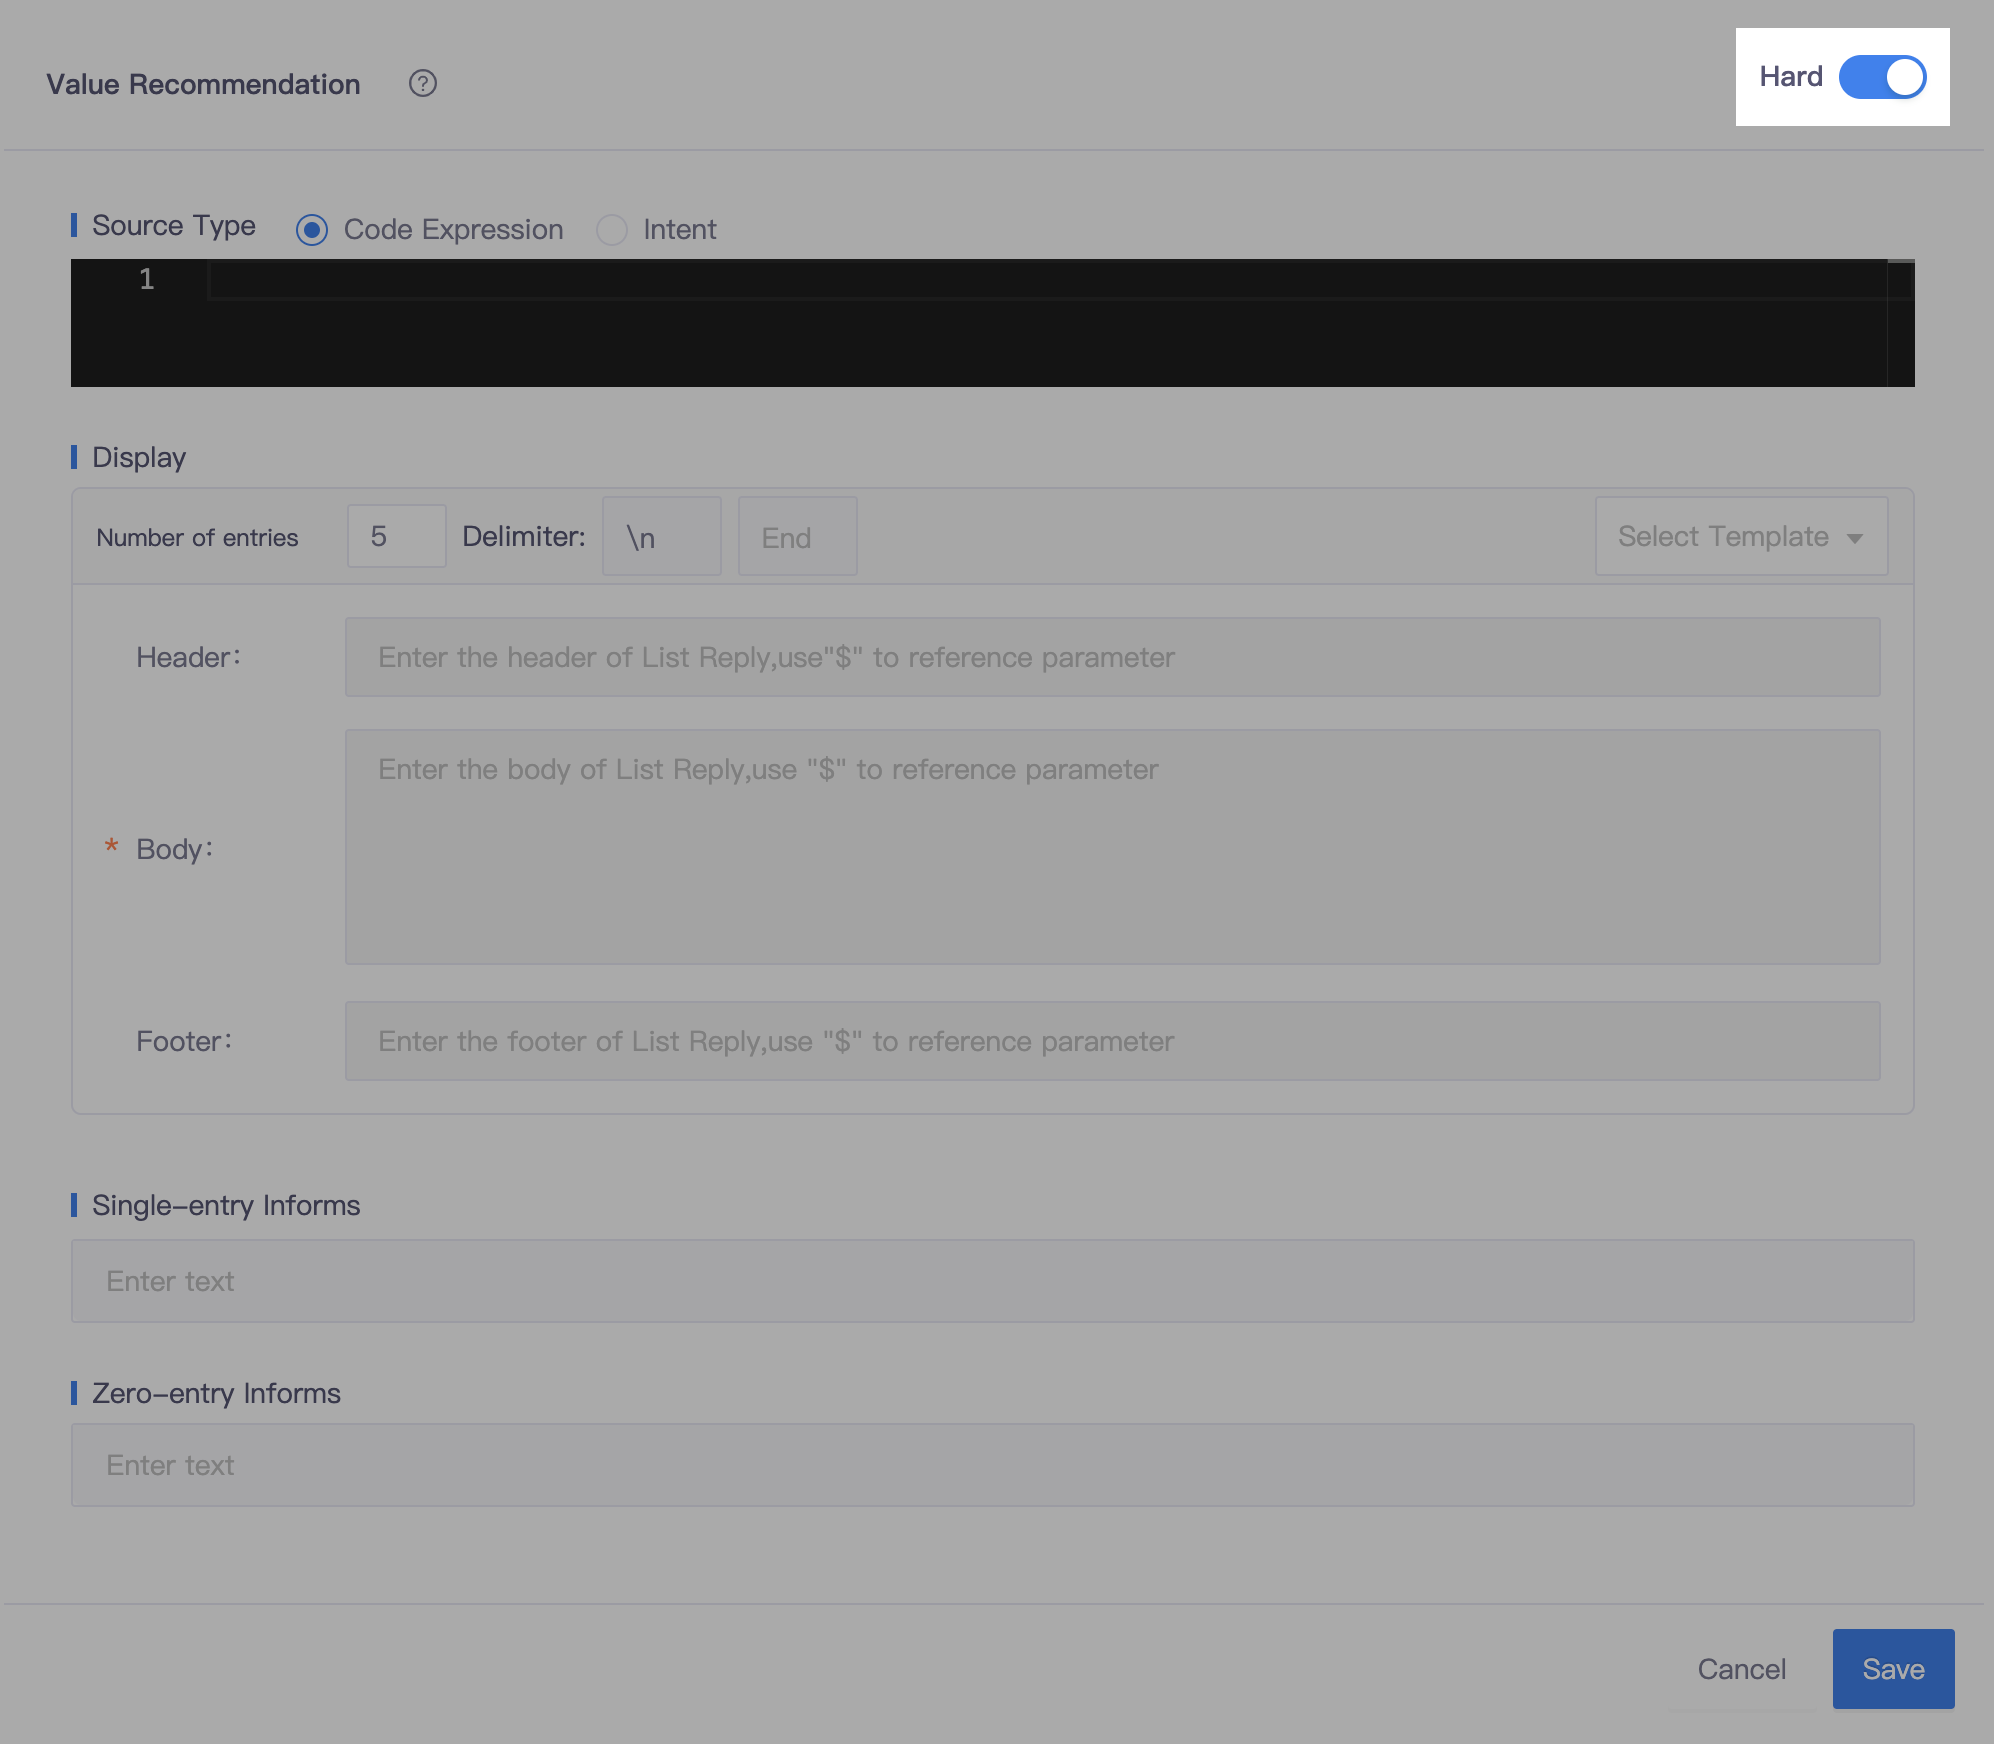 Value Recommendation ?
Hard
Source Type Code Expression Intent
1
Display
Number of entries 5 Delimiter: \n End Select Template
Header:
Enter the header of List Reply,use"$" to reference parameter
Enter the body of List Reply,use "$" to reference parameter
* Body:
Footer:
Enter the footer of List Reply,use "$" to reference parameter
Single-entry Informs
Enter text
Zero-entry Informs
Enter text
Cancel Save